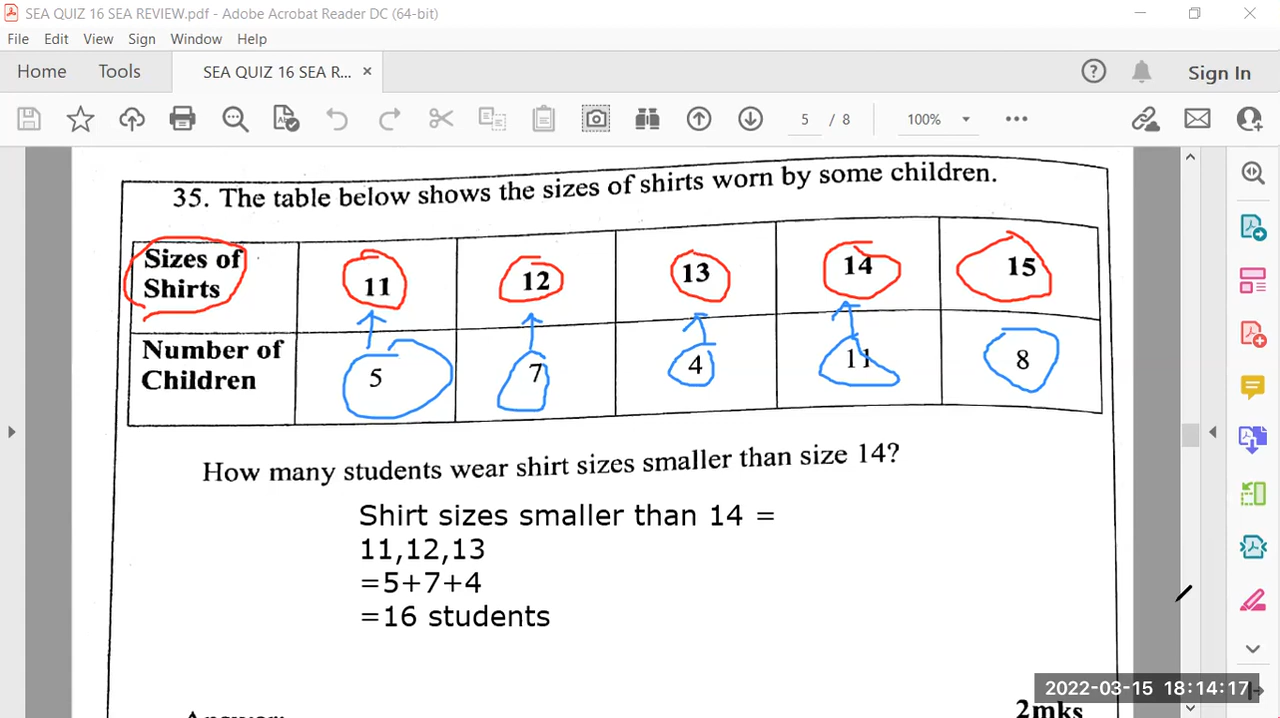 SEA QUIZ 16 SEA REVIEW.pdf - Adobe Acrobat Reader DC (64-bit)
File Edit View Sign Window Help
Home Tools SEA QUIZ 16 SEA R... × Sign In
5 / 8 100%
35. The table below shows the sizes of shirts worn by some children.
Sizes of
Shirts 11 12 13 14 15
Number of
Children 5 7 4 11 8
How many students wear shirt sizes smaller than size 14?
Shirt sizes smaller than 14 =
11,12,13
=5+7+4
=16 students
2022-03-15 18:14:17
Answer:
2mks